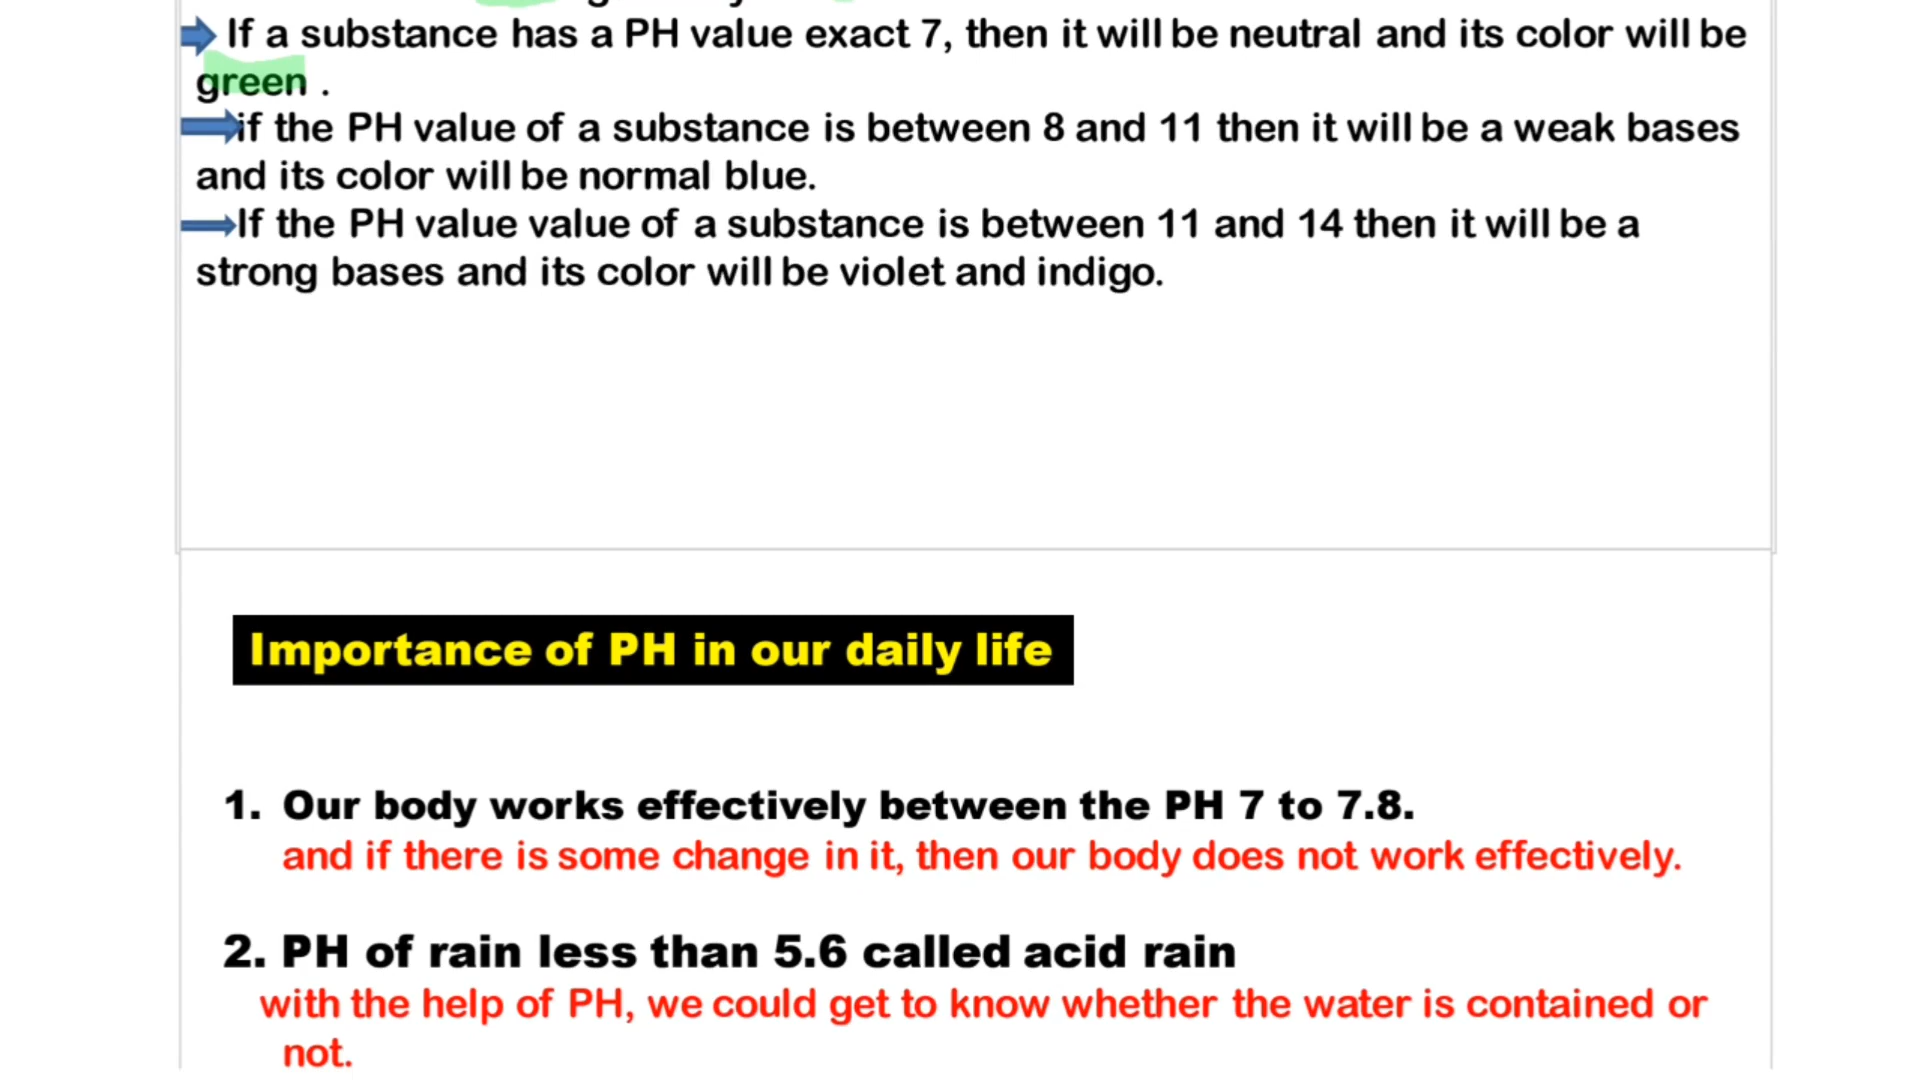 If a substance has a PH value exact 7, then it will be neutral and its color will be
green .
if the PH value of a substance is between 8 and 11 then it will be a weak bases
and its color will be normal blue.
If the PH value value of a substance is between 11 and 14 then it will be a
strong bases and its color will be violet and indigo.
Importance of PH in our daily life
1. Our body works effectively between the PH 7 to 7.8.
and if there is some change in it, then our body does not work effectively.
2. PH of rain less than 5.6 called acid rain
with the help of PH, we could get to know whether the water is contained or
not.